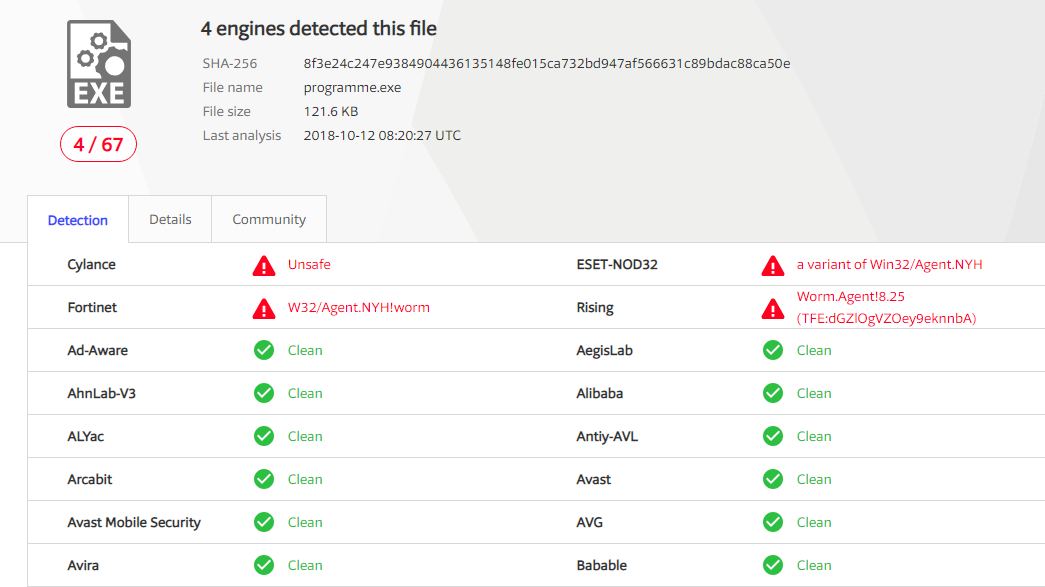 4 engines detected this file
SHA-256 8f3e24c247e9384904436135148fe015ca732bd947af566631c89bdac88ca50e
File name programme.exe
File size 121.6 KB
Last analysis 2018-10-12 08:20:27 UTC
EXE
4 / 67
Detection Details Community
Cylance Unsafe ESET-NOD32 a variant of Win32/Agent.NYH
Fortinet W32/Agent.NYH!worm Rising Worm.Agent!8.25
(TFE:dGZlOgVZOey9eknnbA)
Ad-Aware Clean AegisLab Clean
AhnLab-V3 Clean Alibaba Clean
ALYac Clean Antiy-AVL Clean
Arcabit Clean Avast Clean
Avast Mobile Security Clean AVG Clean
Avira Clean Babable Clean